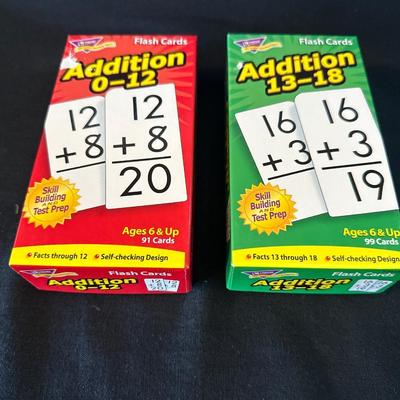 Flash Cards
Addition
0–12
12
+ 8
12
+ 8
20
Skill
Building
AND
Test Prep
Ages 6 & Up
91 Cards
• Facts through 12 • Self-checking Design
Flash Cards
Addition
0–12
Flash Cards
Addition
13–18
16
+ 3
16
+ 3
19
Skill
Building
AND
Test Prep
Ages 6 & Up
99 Cards
• Facts 13 through 18 • Self-checking Design
Flash Cards
Addition
13–18